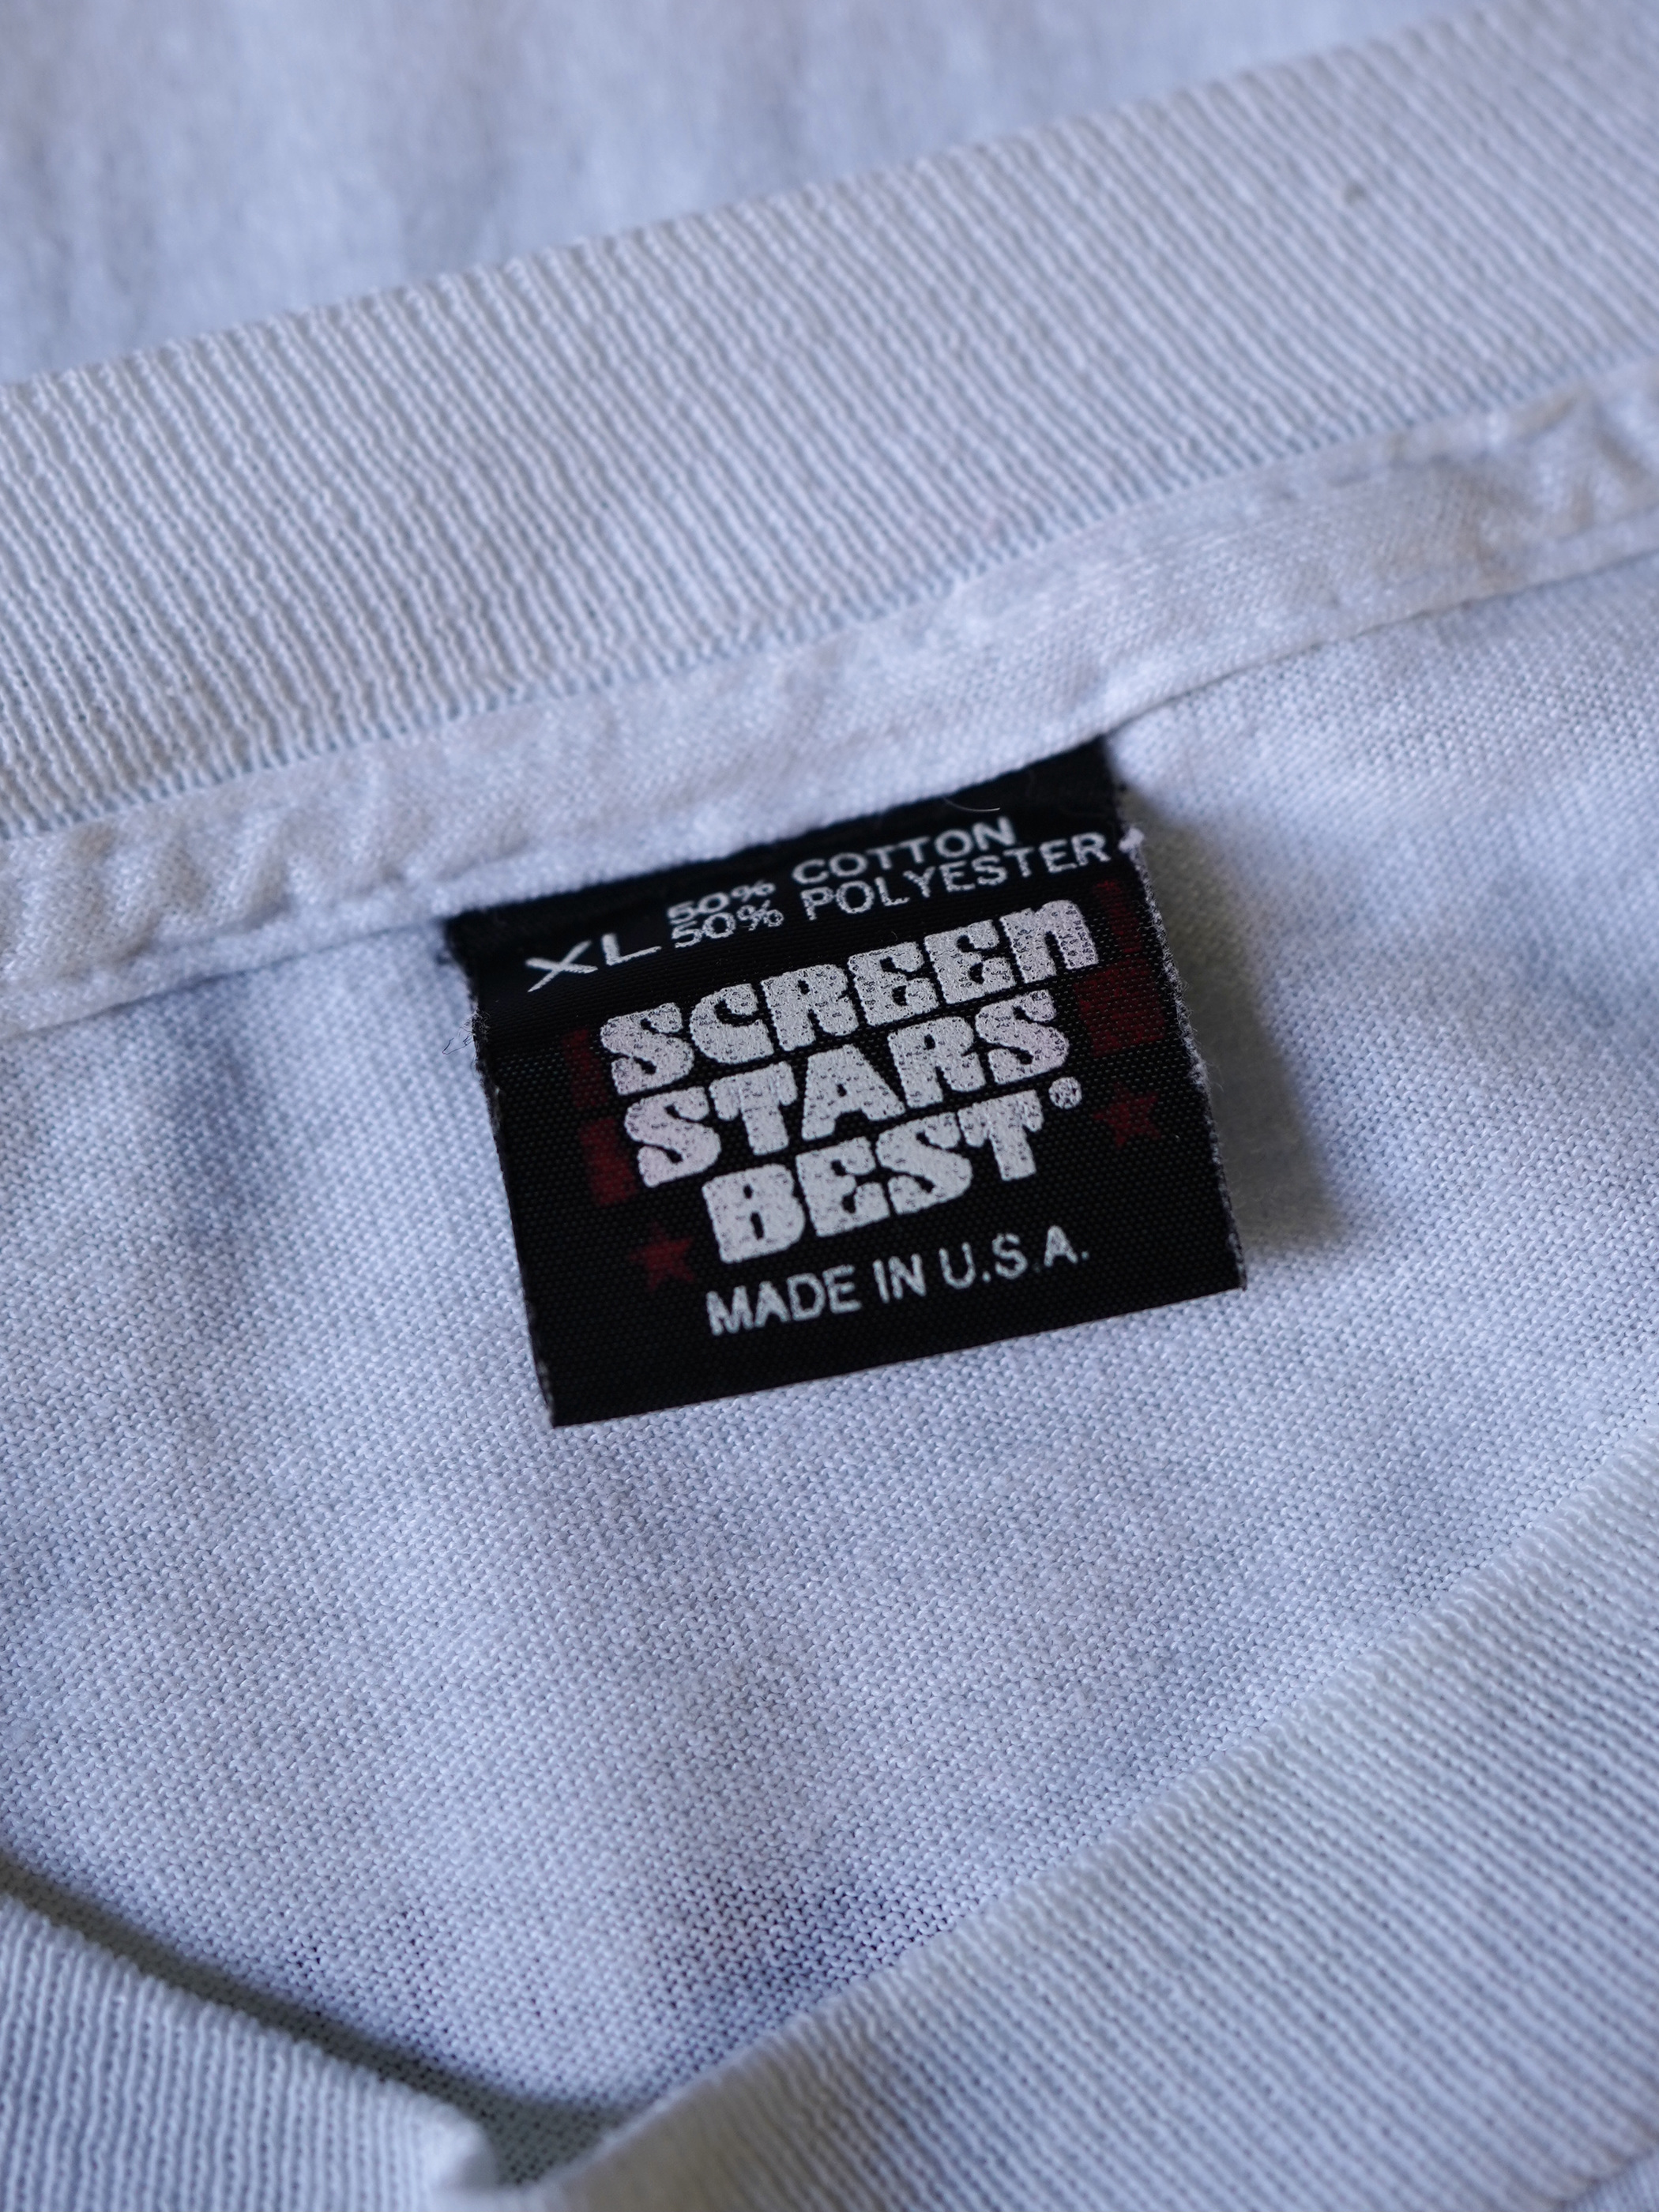 50% COTTON
XL 50% POLYESTER
SCREEN
STARS
BEST®
MADE IN U.S.A.